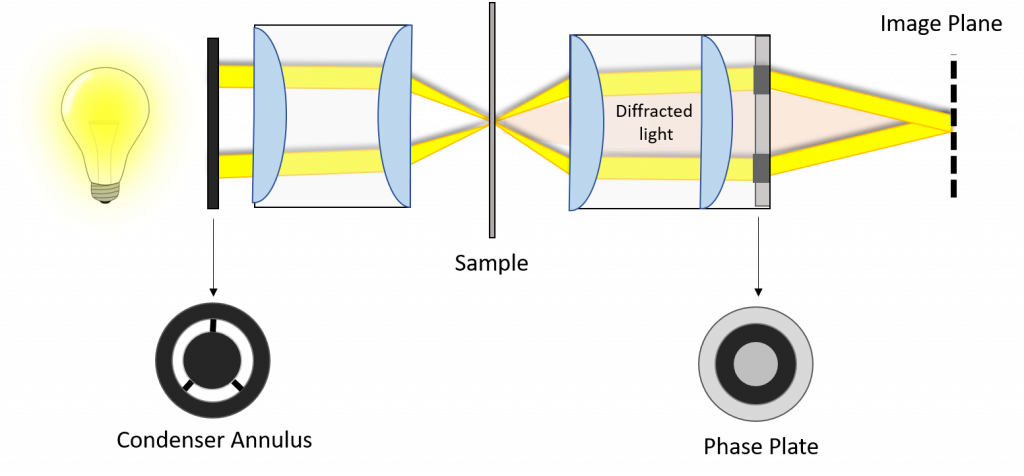 Image Plane
Diffracted
light
Sample
Condenser Annulus
Phase Plate